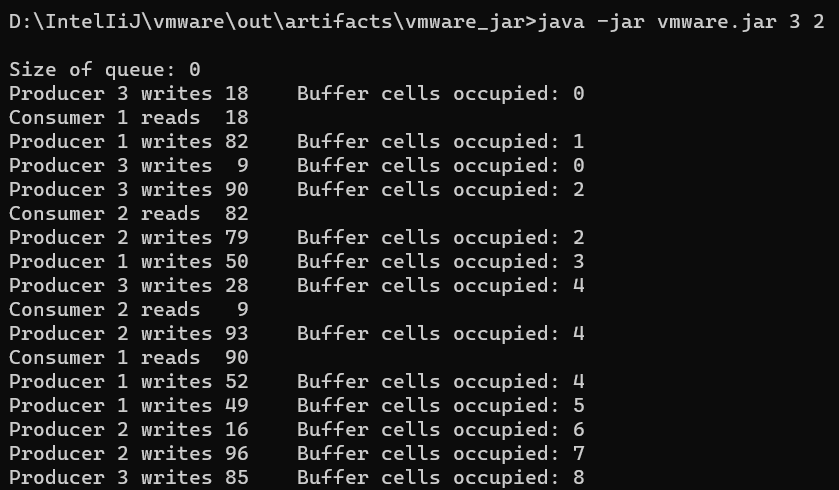 D:\IntelIiJ\vmware\out\artifacts\vmware_jar>java -jar vmware.jar 3 2
Size of queue: 0
Producer 3 writes 18    Buffer cells occupied: 0
Consumer 1 reads  18
Producer 1 writes 82    Buffer cells occupied: 1
Producer 3 writes  9    Buffer cells occupied: 0
Producer 3 writes 90    Buffer cells occupied: 2
Consumer 2 reads  82
Producer 2 writes 79    Buffer cells occupied: 2
Producer 1 writes 50    Buffer cells occupied: 3
Producer 3 writes 28    Buffer cells occupied: 4
Consumer 2 reads   9
Producer 2 writes 93    Buffer cells occupied: 4
Consumer 1 reads  90
Producer 1 writes 52    Buffer cells occupied: 4
Producer 1 writes 49    Buffer cells occupied: 5
Producer 2 writes 16    Buffer cells occupied: 6
Producer 2 writes 96    Buffer cells occupied: 7
Producer 3 writes 85    Buffer cells occupied: 8